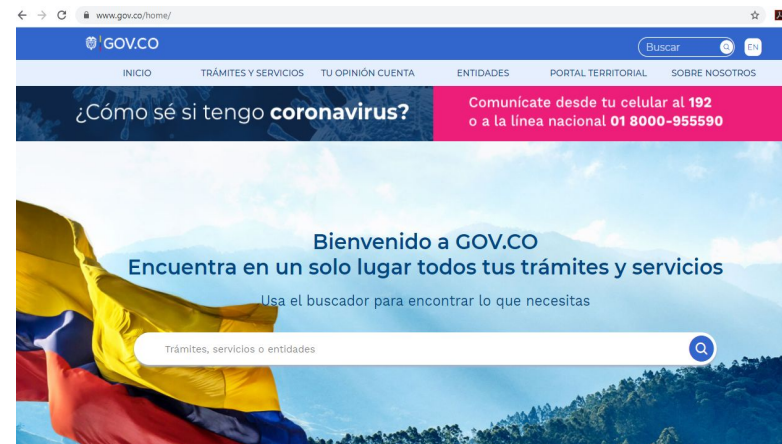 www.gov.co/home/
GOV.CO
Buscar
EN
INICIO TRÁMITES Y SERVICIOS TU OPINIÓN CUENTA ENTIDADES PORTAL TERRITORIAL SOBRE NOSOTROS
¿Cómo sé si tengo coronavirus?
Comunícate desde tu celular al 192
o a la línea nacional 01 8000-955590
Bienvenido a GOV.CO
Encuentra en un solo lugar todos tus trámites y servicios
Usa el buscador para encontrar lo que necesitas
Trámites, servicios o entidades